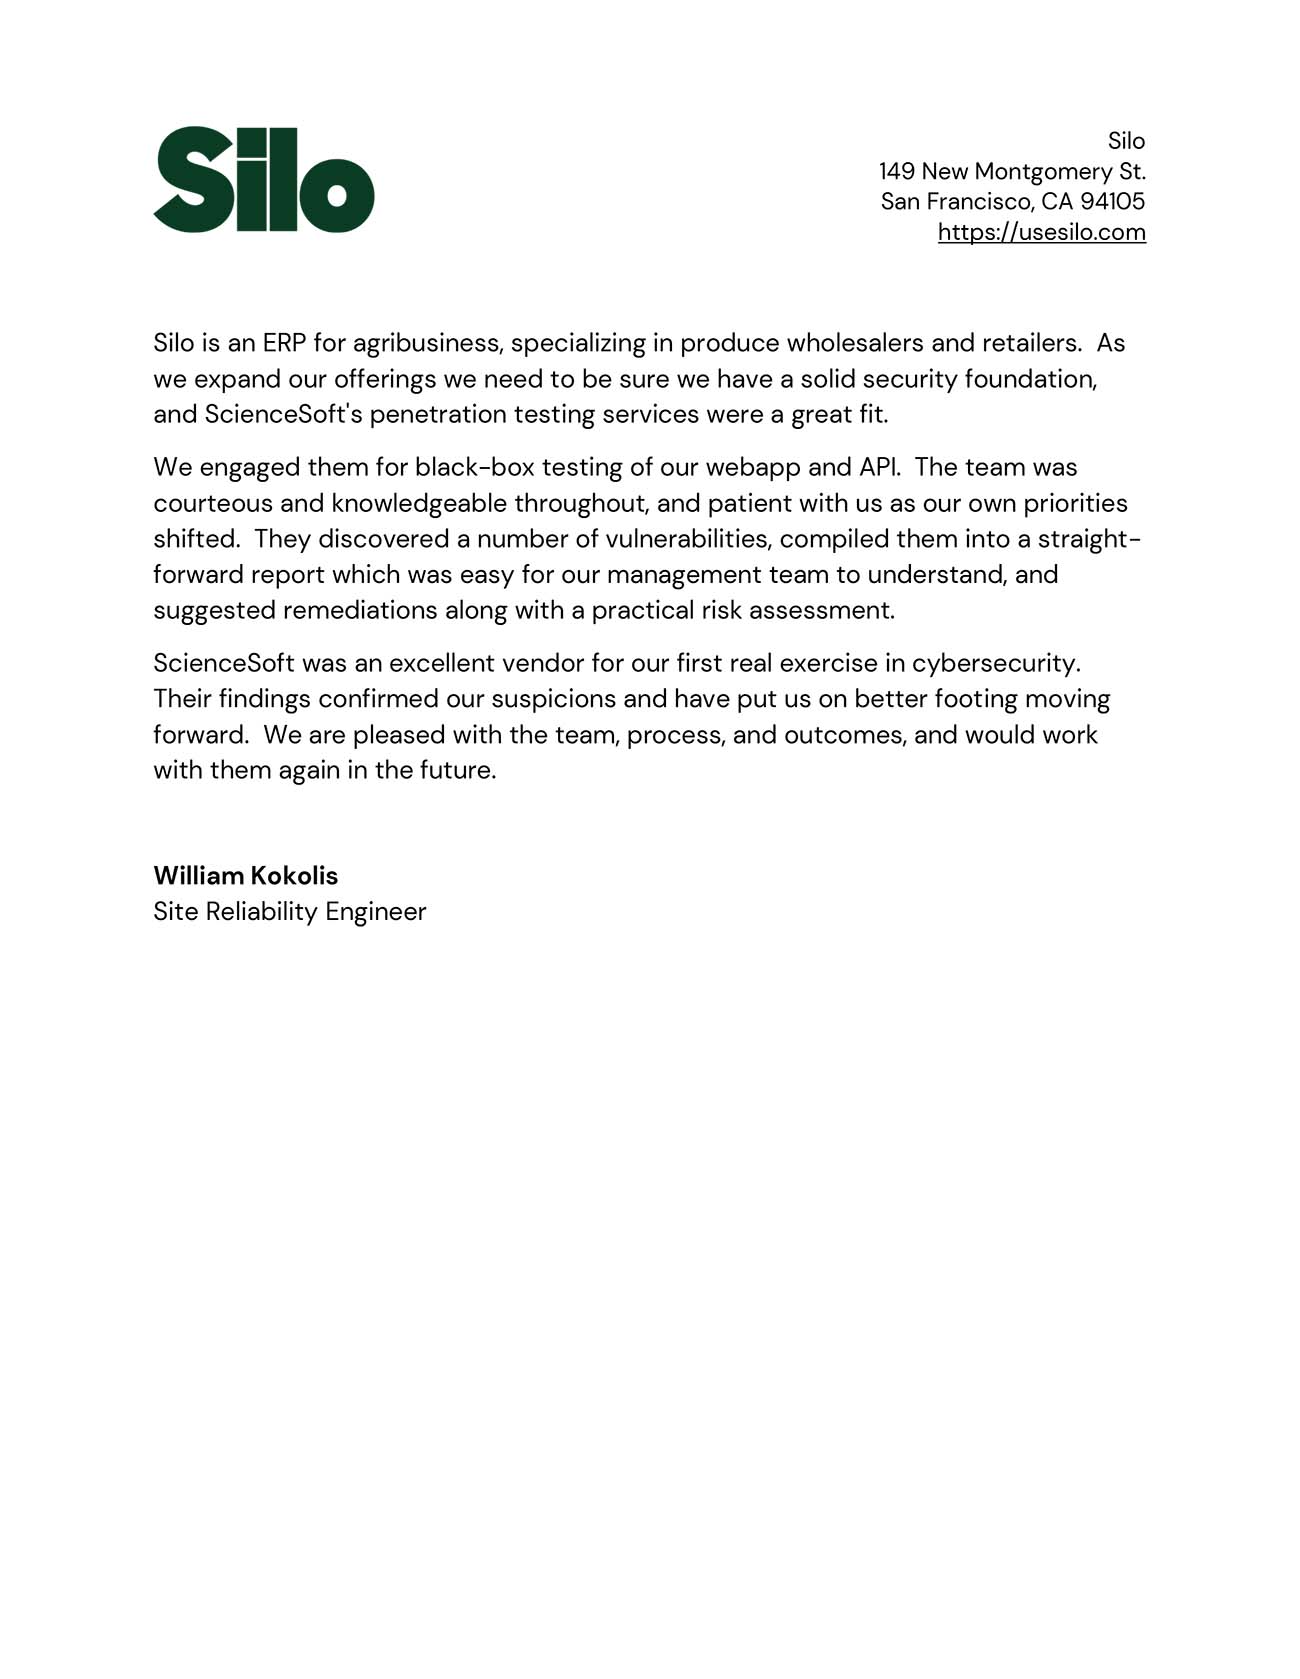 Silo
Silo
149 New Montgomery St.
San Francisco, CA 94105
https://usesilo.com
Silo is an ERP for agribusiness, specializing in produce wholesalers and retailers.  As
we expand our offerings we need to be sure we have a solid security foundation,
and ScienceSoft's penetration testing services were a great fit.
We engaged them for black-box testing of our webapp and API.  The team was
courteous and knowledgeable throughout, and patient with us as our own priorities
shifted.  They discovered a number of vulnerabilities, compiled them into a straight-
forward report which was easy for our management team to understand, and
suggested remediations along with a practical risk assessment.
ScienceSoft was an excellent vendor for our first real exercise in cybersecurity.
Their findings confirmed our suspicions and have put us on better footing moving
forward.  We are pleased with the team, process, and outcomes, and would work
with them again in the future.
William Kokolis
Site Reliability Engineer